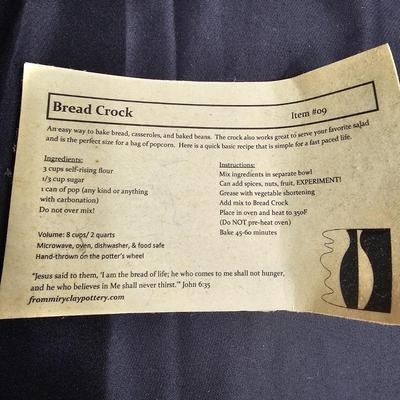 Bread Crock
Item #09
An easy way to bake bread, casseroles, and baked beans. The crock also works great to serve your favorite salad
and is the perfect size for a bag of popcorn. Here is a quick basic recipe that is simple for a fast paced life.
Ingredients:
3 cups self-rising flour
1/3 cup sugar
1 can of pop (any kind or anything
with carbonation)
Do not over mix!
Instructions:
Mix ingredients in separate bowl
Can add spices, nuts, fruit, EXPERIMENT!
Grease with vegetable shortening
Add mix to Bread Crock
Place in oven and heat to 350F
(Do NOT pre-heat oven)
Bake 45-60 minutes
Volume: 8 cups/ 2 quarts
Microwave, oven, dishwasher, & food safe
Hand-thrown on the potter's wheel
"Jesus said to them, 'I am the bread of life; he who comes to me shall not hunger,
and he who believes in Me shall never thirst.'" John 6:35
frommiryclaypottery.com